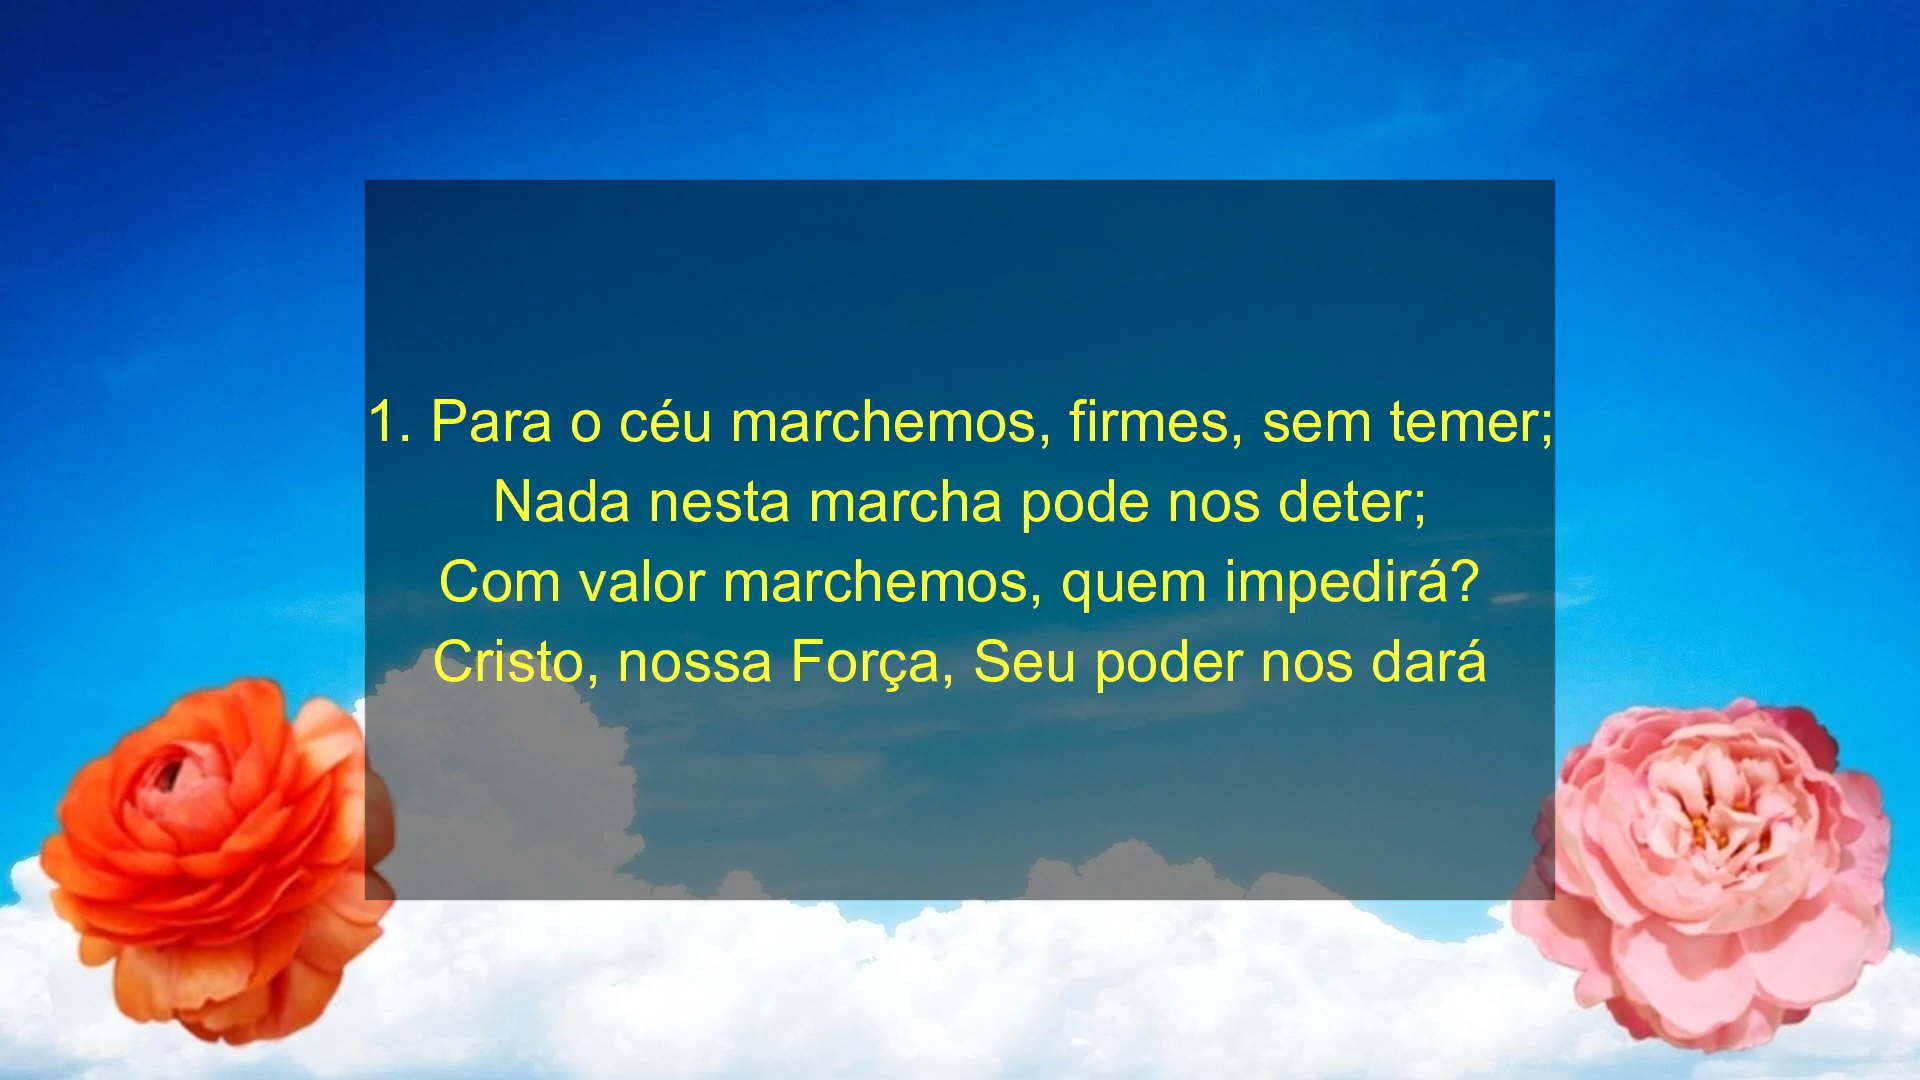 1. Para o céu marchemos, firmes, sem temer;
Nada nesta marcha pode nos deter;
Com valor marchemos, quem impedirá?
Cristo, nossa Força, Seu poder nos dará